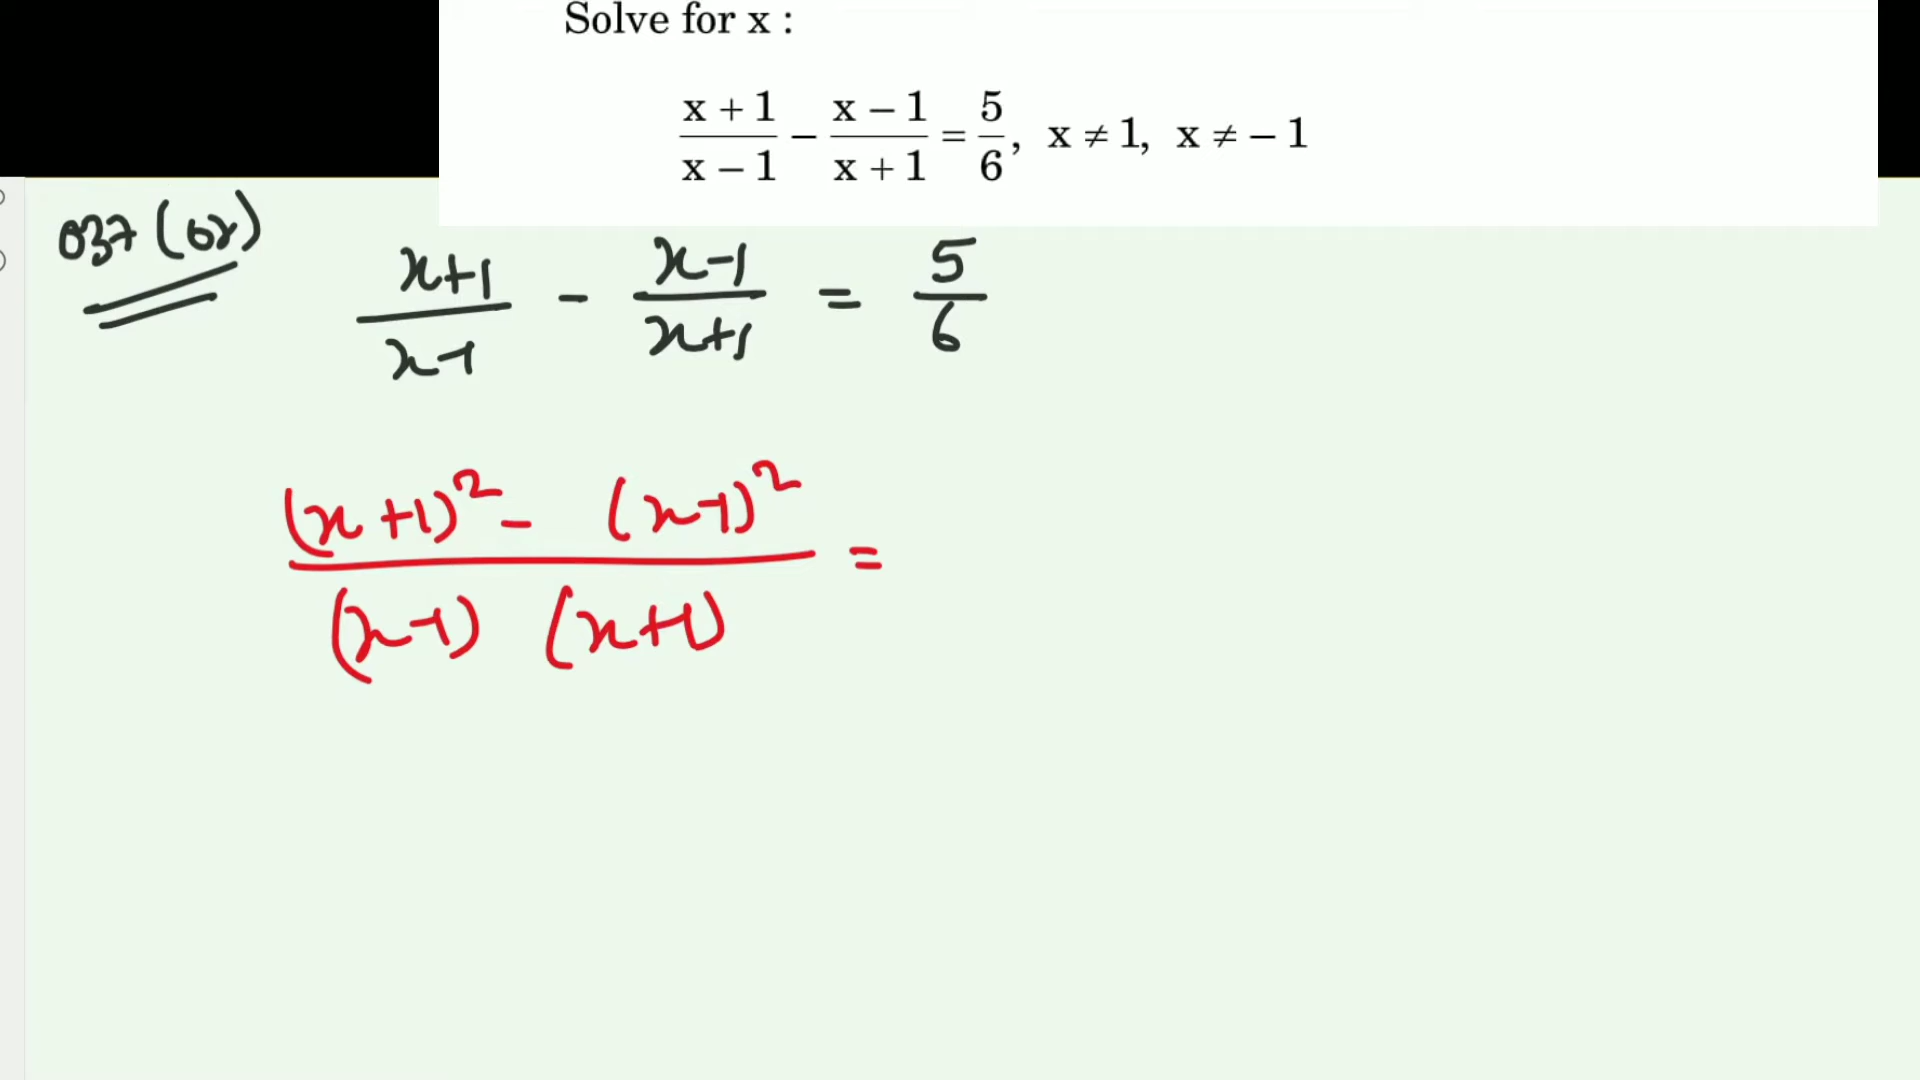 Solve for x :
x + 1/x − 1 − x − 1/x + 1 = 5/6, x ≠ 1, x ≠ − 1
037 (or)
x+1/x-1 - x-1/x+1 = 5/6
(x+1)² - (x-1)²/(x-1) (x+1) =